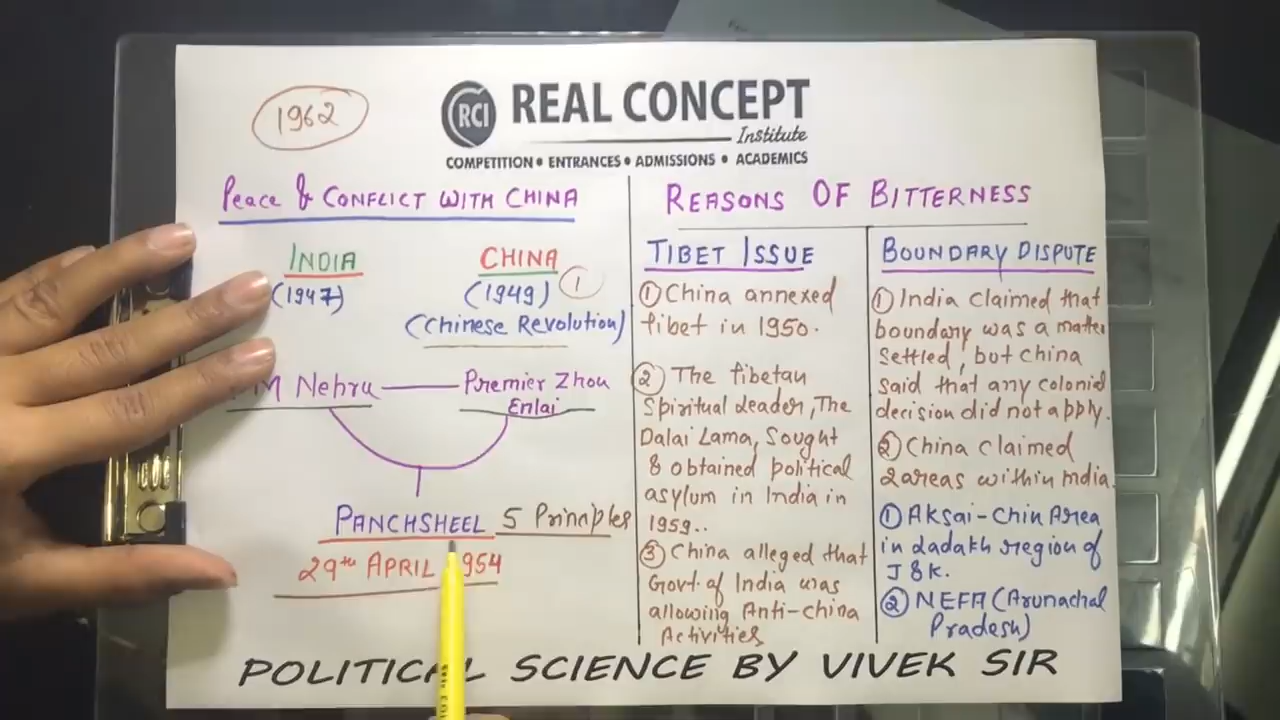 1962
RCI
REAL CONCEPT
Institute
COMPETITION • ENTRANCES • ADMISSIONS • ACADEMICS
Peace & CONFLICT WITH CHINA
INDIA
(1947)
CHINA
(1949) 1
(Chinese Revolution)
M Nehru
Premier Zhou
Enlai
PANCHSHEEL 5 Prinples
29th APRIL 1954
REASONS OF BITTERNESS
TIBET ISSUE
① China annexed
tibet in 1950.
② The tibetan
Spiritual Leader, The
Dalai Lama, Sought
& obtained political
asylum in India in
1959..
③ China alleged that
Govt. of India was
allowing Anti-china
Activities
BOUNDARY DISPUTE
① India claimed that
boundary was a matter
settled, but china
said that any colonial
decision did not apply.
② China claimed
2 areas within India.
① Aksai-Chin Area
in Ladakh region of
J&K.
② NEFA (Arunachal
Pradesh)
POLITICAL SCIENCE BY VIVEK SIR